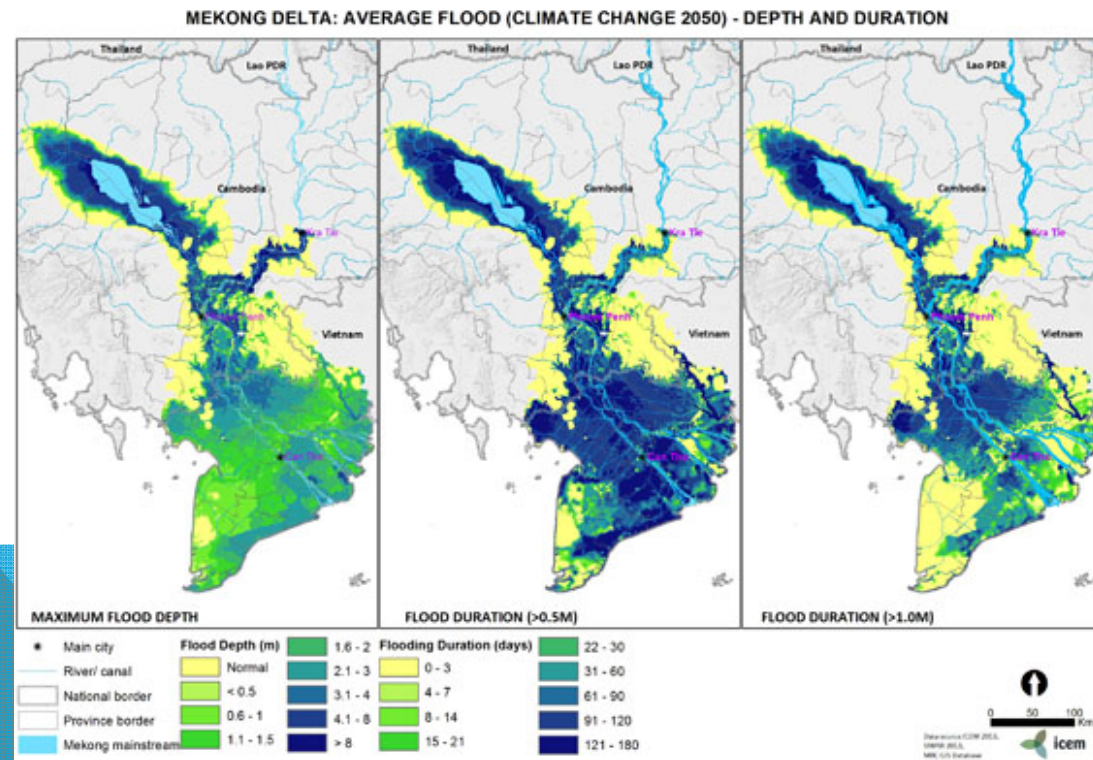 MEKONG DELTA: AVERAGE FLOOD (CLIMATE CHANGE 2050) - DEPTH AND DURATION
Thailand
Lao PDR
Cambodia
Kra Tie
Phnom Penh
Vietnam
Can Tho
MAXIMUM FLOOD DEPTH
Thailand
Lao PDR
Cambodia
Kra Tie
Phnom Penh
Vietnam
Can Tho
FLOOD DURATION (>0.5M)
Thailand
Lao PDR
Cambodia
Kra Tie
Phnom Penh
Vietnam
Can Tho
FLOOD DURATION (>1.0M)
Main city
River/ canal
National border
Province border
Mekong mainstream
Flood Depth (m)
Normal
< 0.5
0.6 - 1
1.1 - 1.5
1.6 - 2
2.1 - 3
3.1 - 4
4.1 - 8
> 8
Flooding Duration (days)
0 - 3
4 - 7
8 - 14
15 - 21
22 - 30
31 - 60
61 - 90
91 - 120
121 - 180
0 50 100
Km
icem